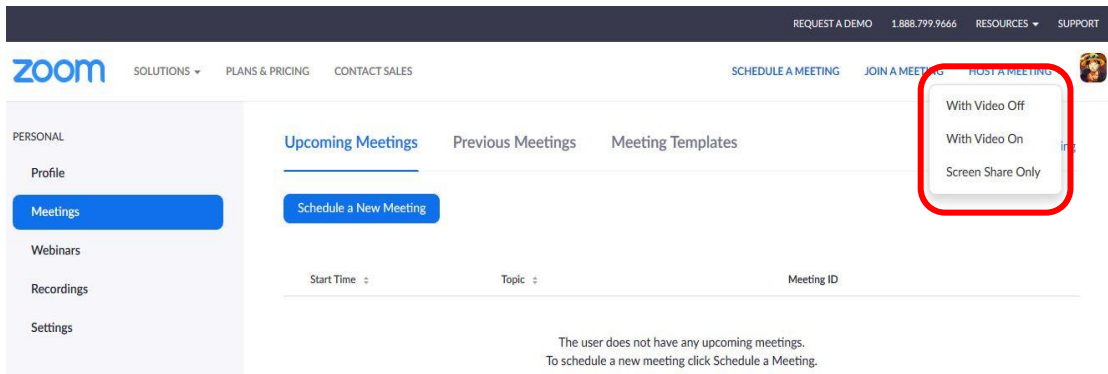 REQUEST A DEMO 1.888.799.9666 RESOURCES SUPPORT
zoom SOLUTIONS PLANS & PRICING CONTACT SALES SCHEDULE A MEETING JOIN A MEETING HOST A MEETING
With Video Off
With Video On
Screen Share Only
PERSONAL
Profile
Meetings
Webinars
Recordings
Settings
Upcoming Meetings Previous Meetings Meeting Templates
Schedule a New Meeting
Start Time Topic Meeting ID
The user does not have any upcoming meetings.
To schedule a new meeting click Schedule a Meeting.